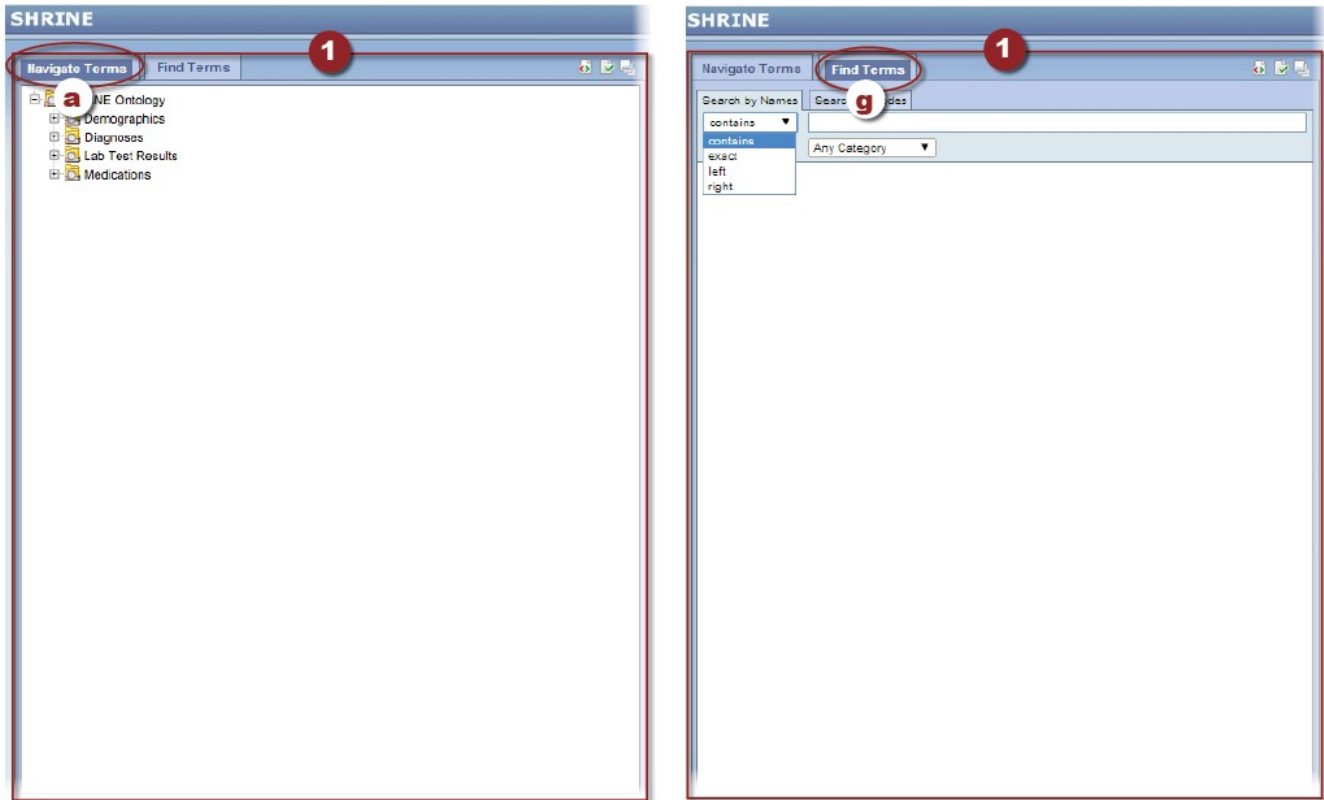 SHRINE
1
Navigate Terms Find Terms
a
NE Ontology
Demographics
Diagnoses
Lab Test Results
Medications
SHRINE
1
Navigate Terms Find Terms
g
Search by Names
contains
contains
exact
left
right
Any Category